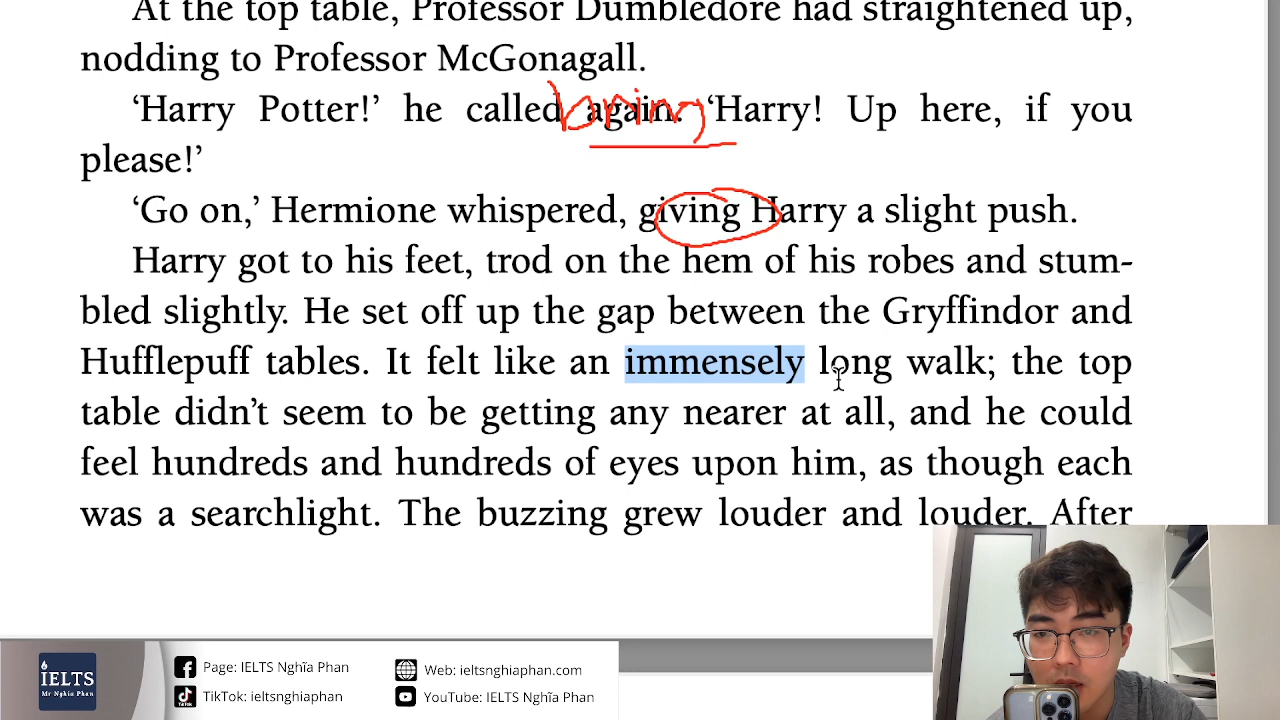 At the top table, Professor Dumbledore had straightened up,
nodding to Professor McGonagall.
bring
‘Harry Potter!’ he called again. ‘Harry! Up here, if you
please!’
‘Go on,’ Hermione whispered, giving Harry a slight push.
Harry got to his feet, trod on the hem of his robes and stum-
bled slightly. He set off up the gap between the Gryffindor and
Hufflepuff tables. It felt like an immensely long walk; the top
table didn’t seem to be getting any nearer at all, and he could
feel hundreds and hundreds of eyes upon him, as though each
was a searchlight. The buzzing grew louder and louder. After
IELTS
Mr Nghia Phan
Page: IELTS Nghĩa Phan
TikTok: ieltsnghiaphan
Web: ieltsnghiaphan.com
YouTube: IELTS Nghĩa Phan